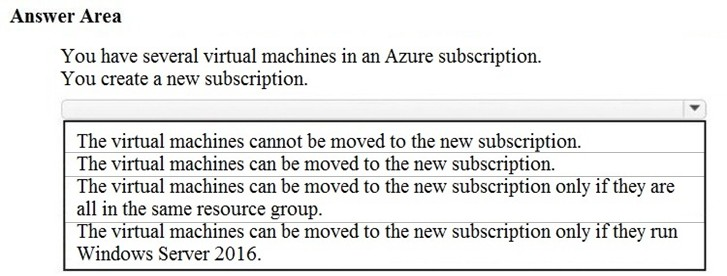 Answer Area
You have several virtual machines in an Azure subscription.
You create a new subscription.
The virtual machines cannot be moved to the new subscription.
The virtual machines can be moved to the new subscription.
The virtual machines can be moved to the new subscription only if they are
all in the same resource group.
The virtual machines can be moved to the new subscription only if they run
Windows Server 2016.